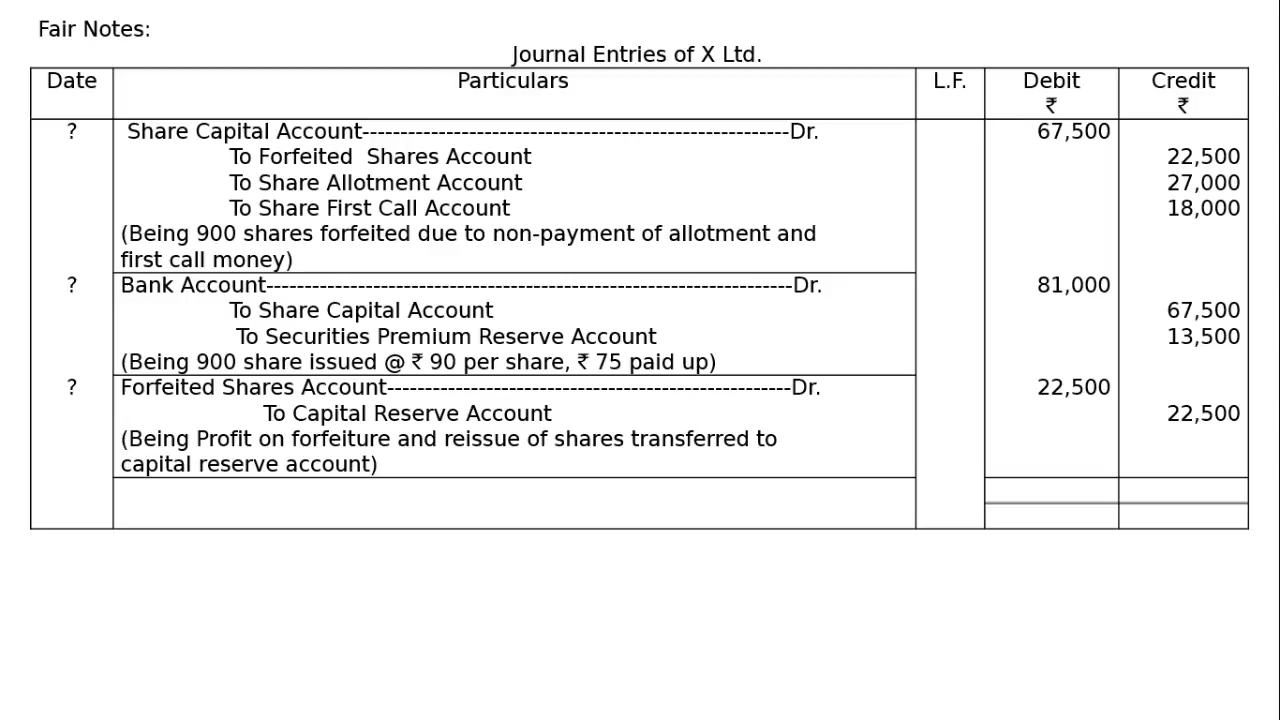 Fair Notes:
Journal Entries of X Ltd.
Date Particulars L.F. Debit Credit
₹ ₹
? Share Capital Account--------------------------------------------------------Dr. 67,500
To Forfeited  Shares Account 22,500
To Share Allotment Account 27,000
To Share First Call Account 18,000
(Being 900 shares forfeited due to non-payment of allotment and
first call money)
? Bank Account---------------------------------------------------------------------Dr. 81,000
To Share Capital Account 67,500
To Securities Premium Reserve Account 13,500
(Being 900 share issued @ ₹ 90 per share, ₹ 75 paid up)
? Forfeited Shares Account-----------------------------------------------------Dr. 22,500
To Capital Reserve Account 22,500
(Being Profit on forfeiture and reissue of shares transferred to
capital reserve account)